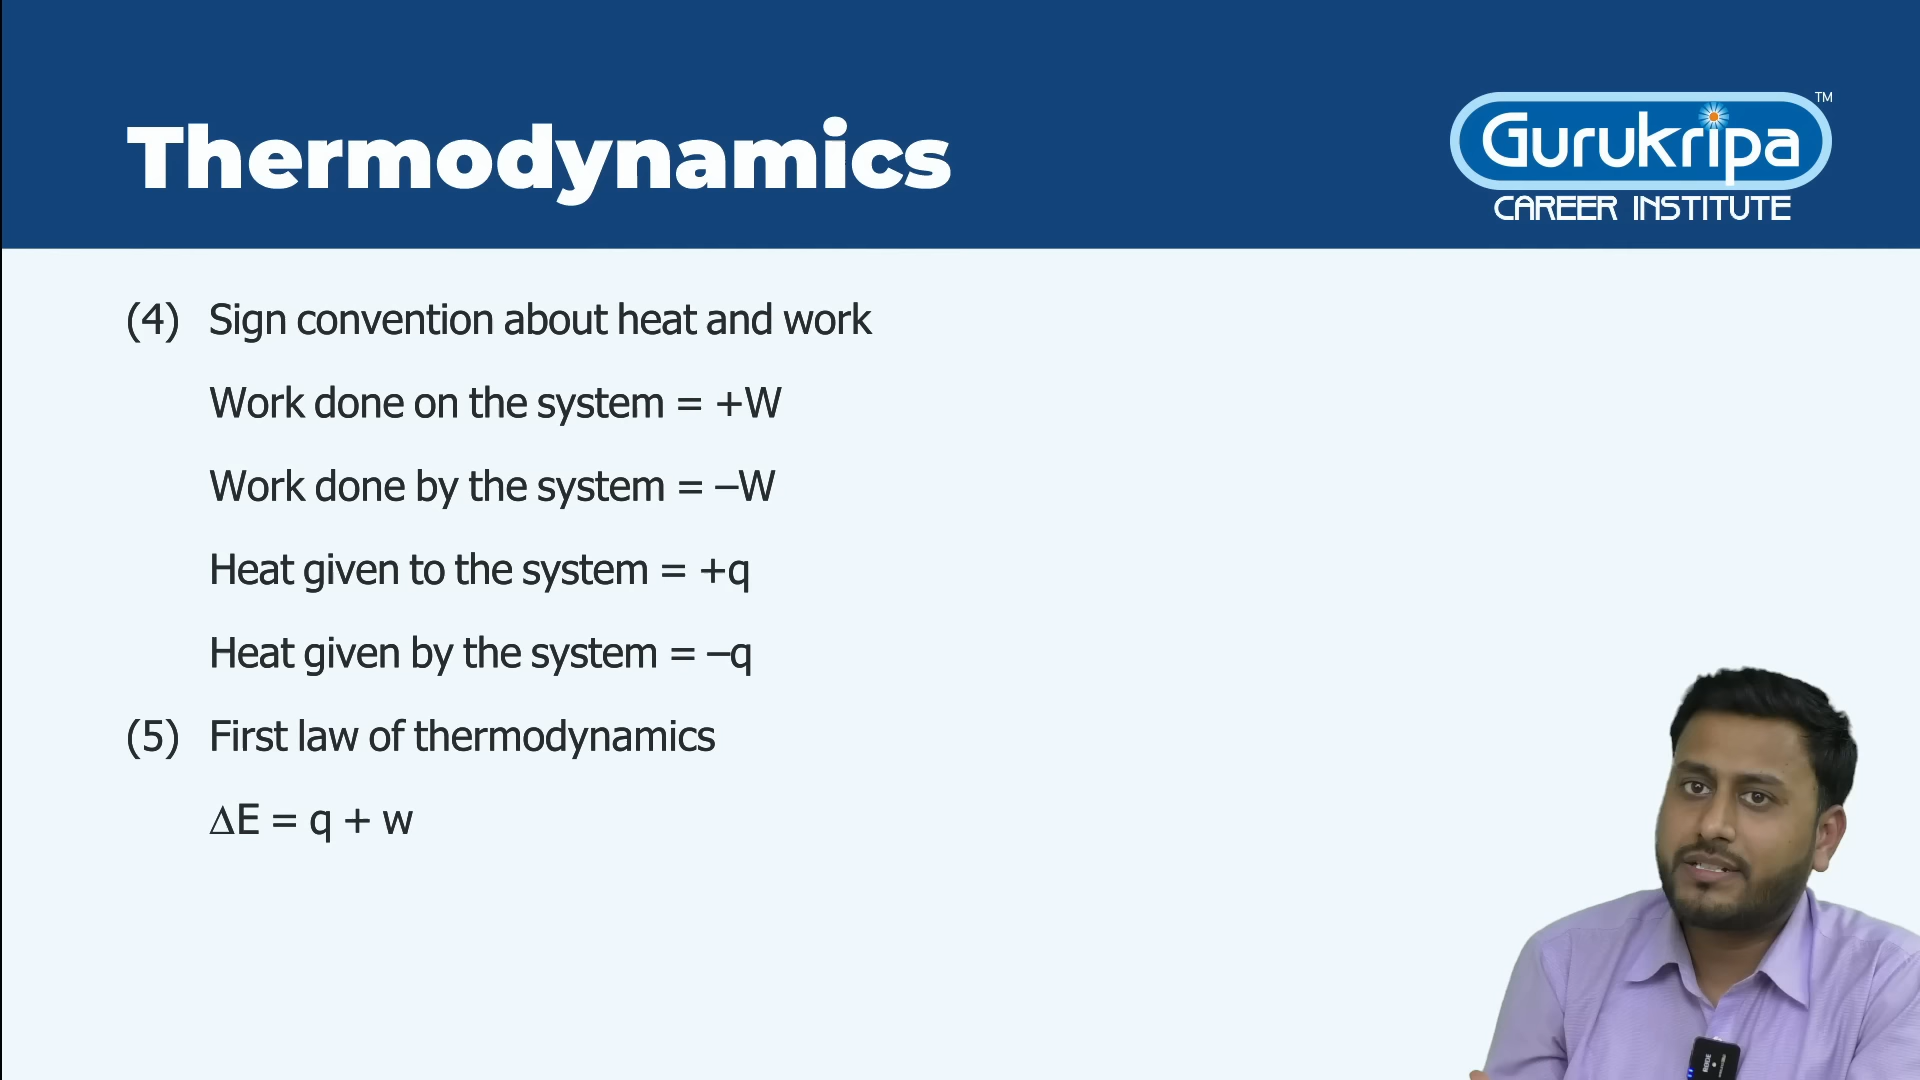 Thermodynamics
Gurukripa
TM
CAREER INSTITUTE
(4) Sign convention about heat and work
Work done on the system = +W
Work done by the system = –W
Heat given to the system = +q
Heat given by the system = –q
(5) First law of thermodynamics
ΔE = q + w